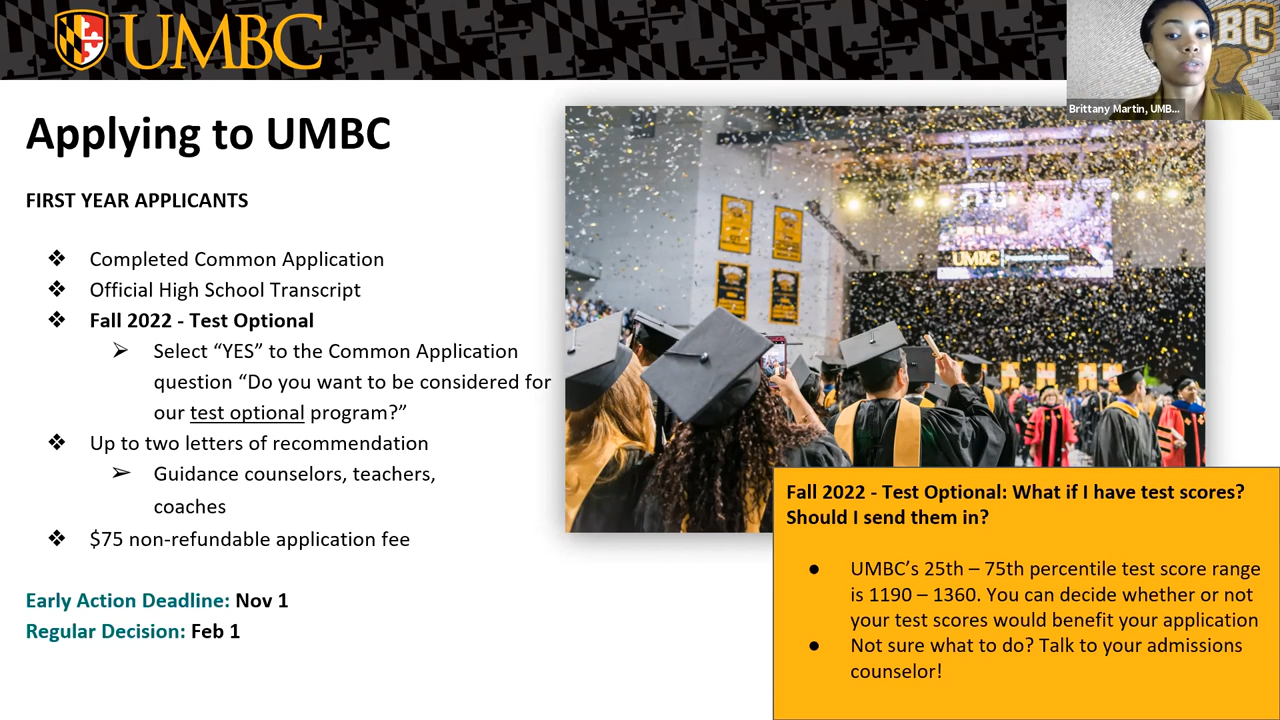 UMBC
BC
Brittany Martin, UMB...
Applying to UMBC
FIRST YEAR APPLICANTS
❖ Completed Common Application
❖ Official High School Transcript
❖ Fall 2022 - Test Optional
➢ Select “YES” to the Common Application
question “Do you want to be considered for
our test optional program?”
❖ Up to two letters of recommendation
➢ Guidance counselors, teachers,
coaches
❖ $75 non-refundable application fee
Early Action Deadline: Nov 1
Regular Decision: Feb 1
UMBC
Fall 2022 - Test Optional: What if I have test scores?
Should I send them in?
● UMBC’s 25th – 75th percentile test score range
is 1190 – 1360. You can decide whether or not
your test scores would benefit your application
● Not sure what to do? Talk to your admissions
counselor!